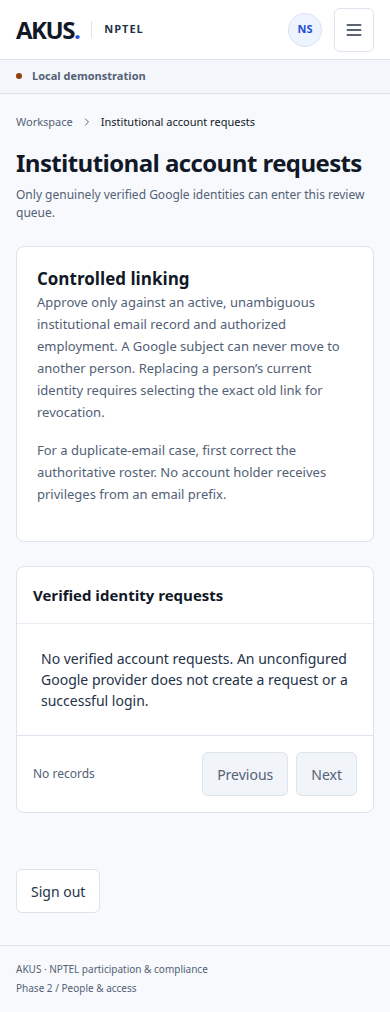 AKUS. NPTEL NS
Local demonstration
Workspace > Institutional account requests
Institutional account requests
Only genuinely verified Google identities can enter this review
queue.
Controlled linking
Approve only against an active, unambiguous
institutional email record and authorized
employment. A Google subject can never move to
another person. Replacing a person’s current
identity requires selecting the exact old link for
revocation.
For a duplicate-email case, first correct the
authoritative roster. No account holder receives
privileges from an email prefix.
Verified identity requests
No verified account requests. An unconfigured
Google provider does not create a request or a
successful login.
No records Previous Next
Sign out
AKUS · NPTEL participation & compliance
Phase 2 / People & access